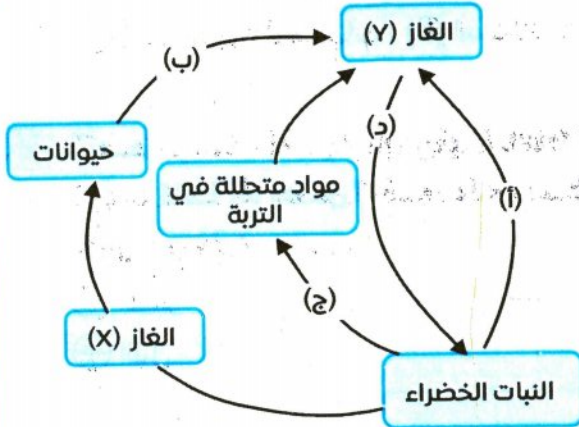 الغاز (Y)
(ب)
(د)
حيوانات
مواد متحللة في
التربة
(أ)
(ج)
الغاز (X)
النبات الخضراء